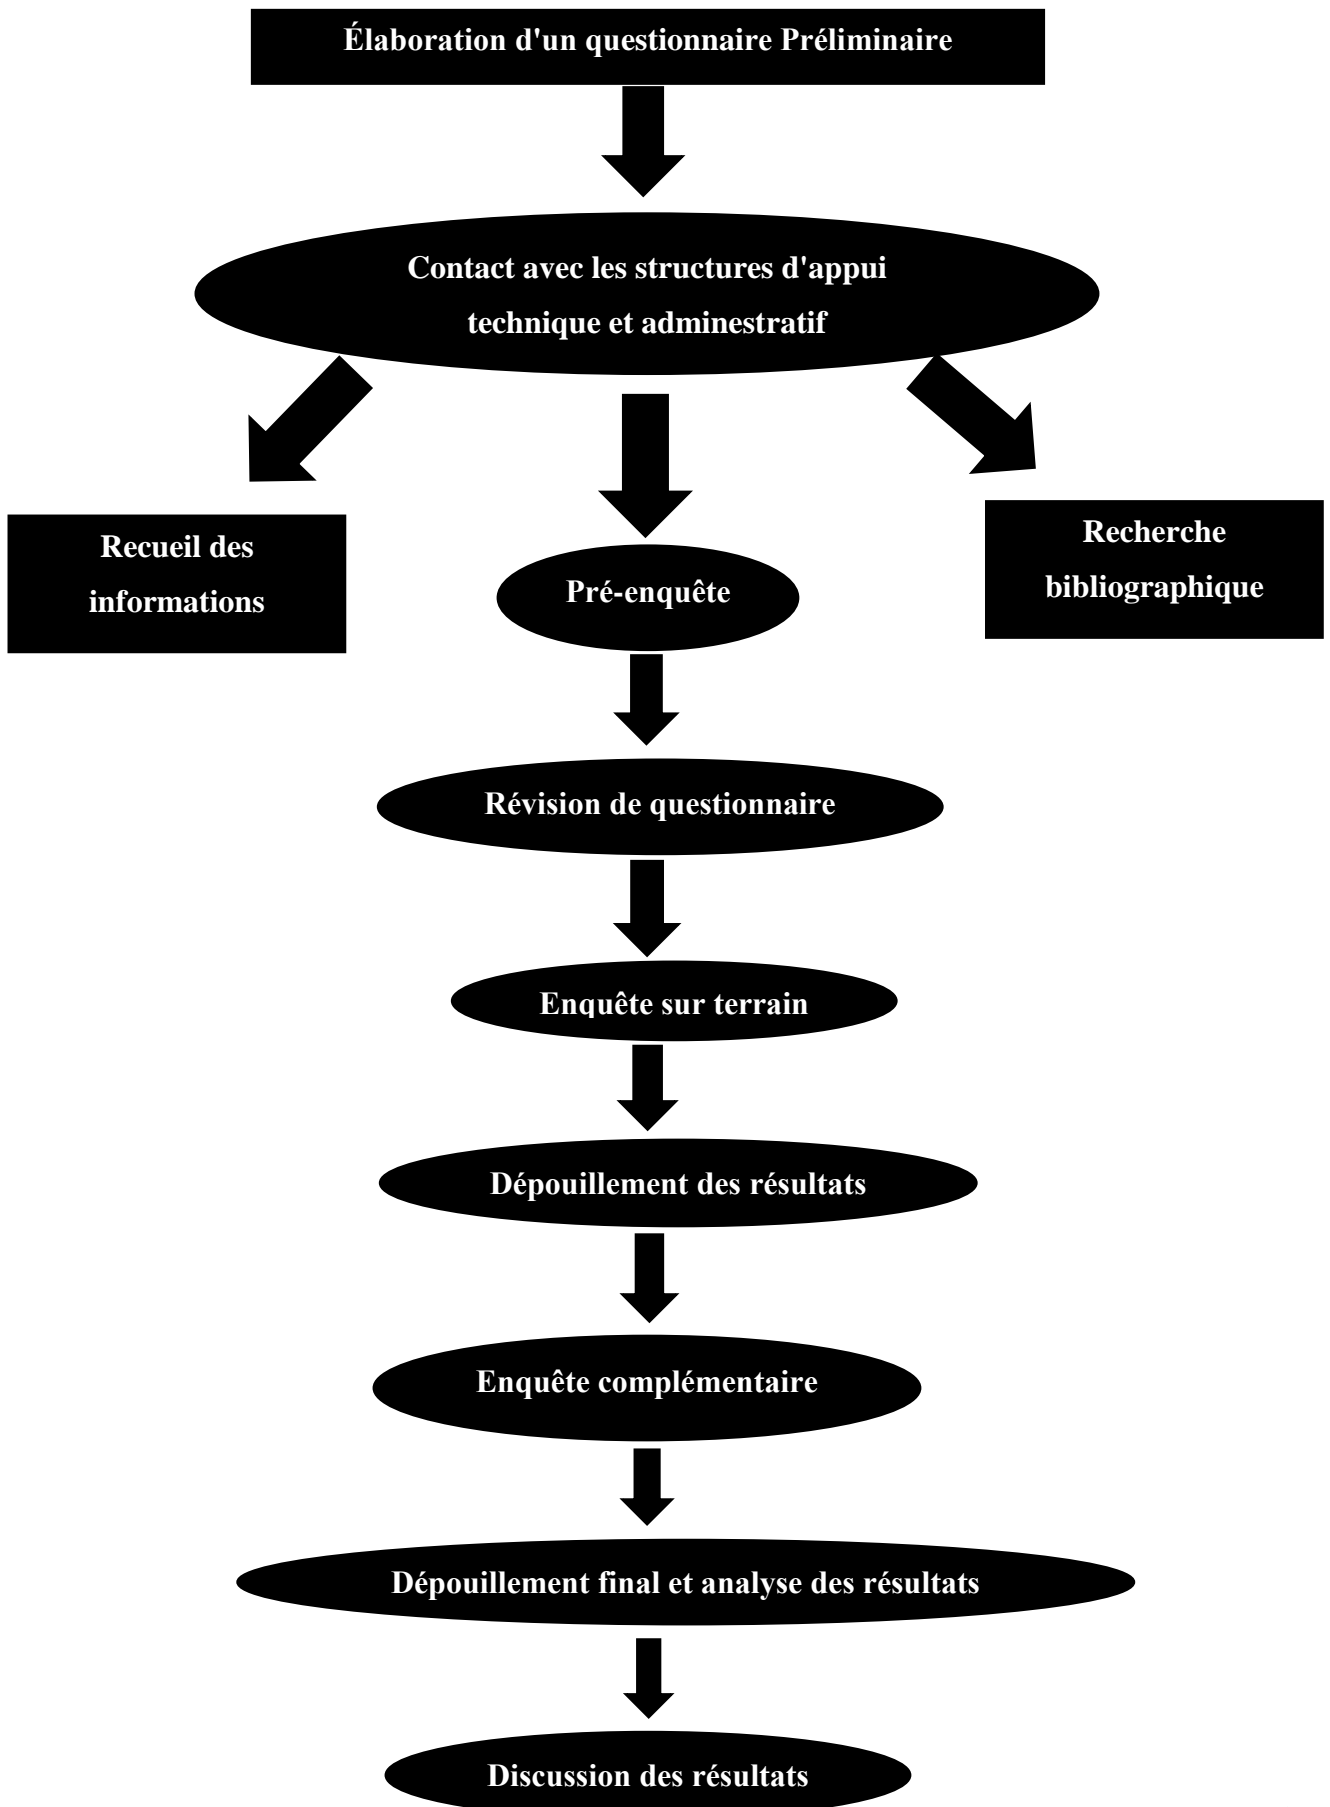 Élaboration d'un questionnaire Préliminaire
Contact avec les structures d'appui
technique et adminestratif
Recueil des
informations
Pré-enquête
Recherche
bibliographique
Révision de questionnaire
Enquête sur terrain
Dépouillement des résultats
Enquête complémentaire
Dépouillement final et analyse des résultats
Discussion des résultats